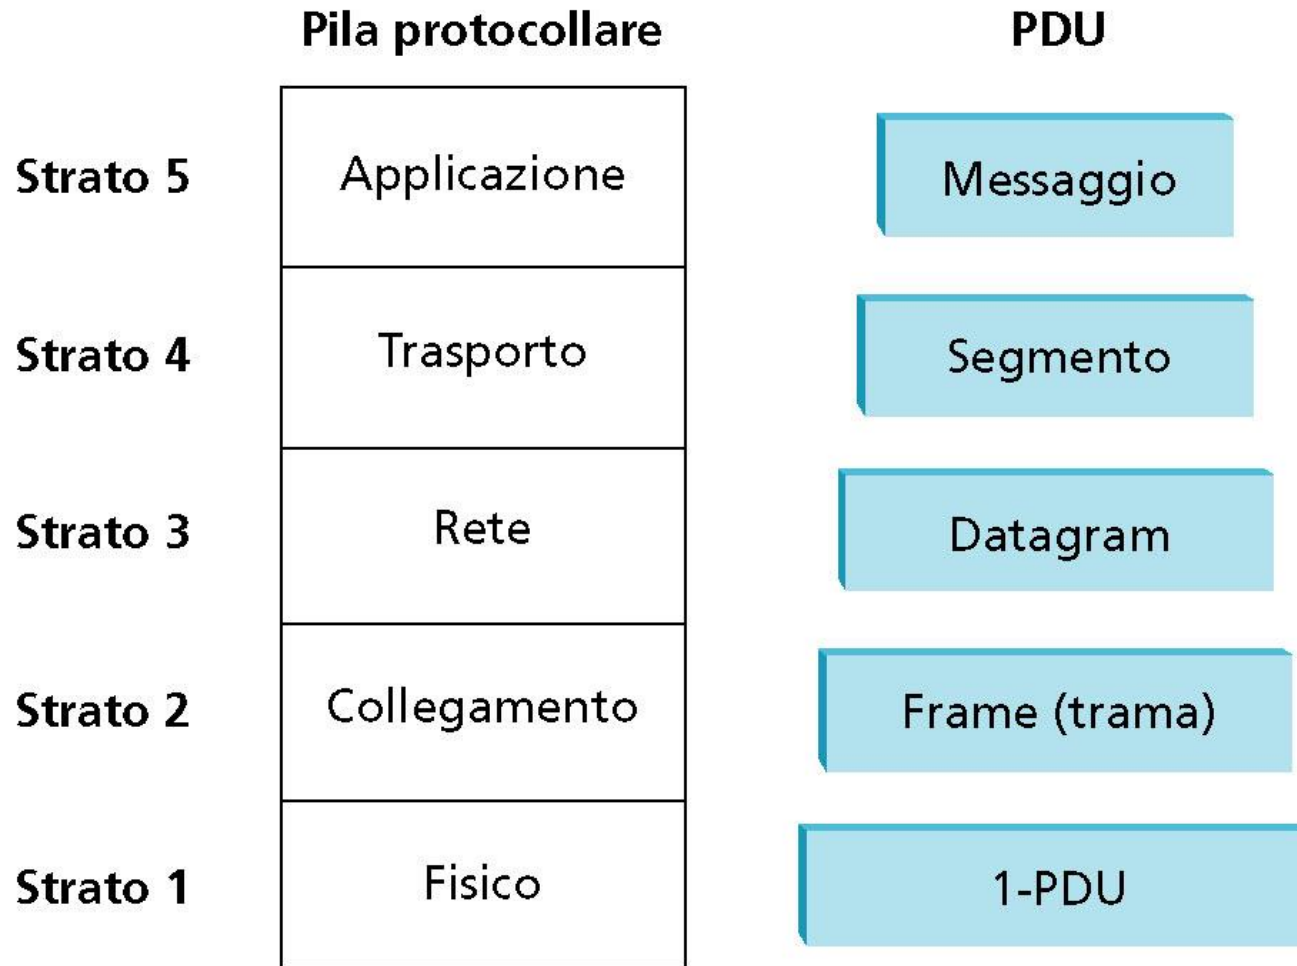 Pila protocollare PDU
Strato 5 Applicazione Messaggio
Strato 4 Trasporto Segmento
Strato 3 Rete Datagram
Strato 2 Collegamento Frame (trama)
Strato 1 Fisico 1-PDU